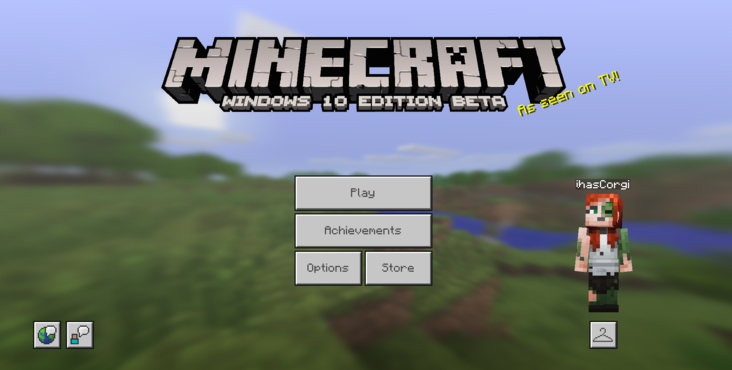 MINECRAFT
WINDOWS 10 EDITION BETA
As seen on TV!
Play
ihasCorgi
Achievements
Options
Store